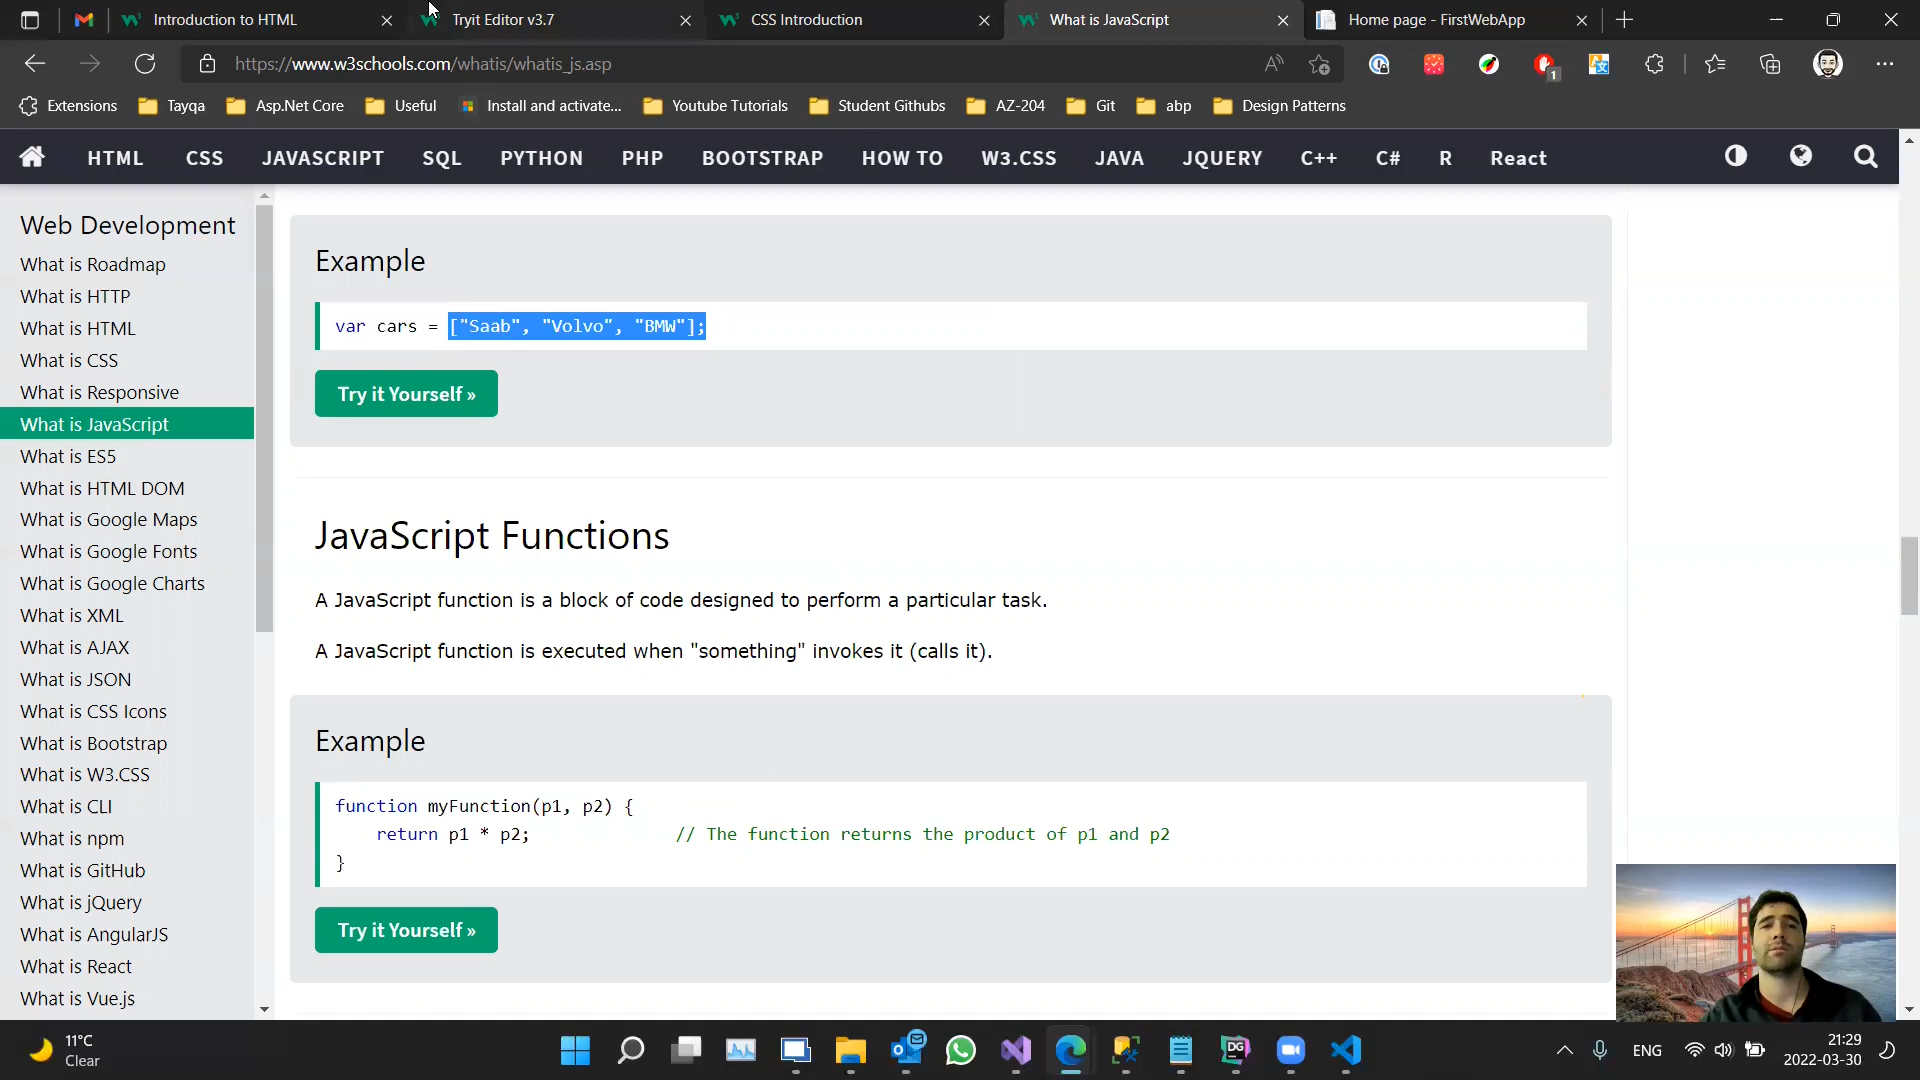 Introduction to HTML
Tryit Editor v3.7
CSS Introduction
What is JavaScript
Home page - FirstWebApp
https://www.w3schools.com/whatis/whatis_js.asp
1
Extensions
Tayqa
Asp.Net Core
Useful
Install and activate...
Youtube Tutorials
Student Githubs
AZ-204
Git
abp
Design Patterns
HTML
CSS
JAVASCRIPT
SQL
PYTHON
PHP
BOOTSTRAP
HOW TO
W3.CSS
JAVA
JQUERY
C++
C#
R
React
Web Development
What is Roadmap
What is HTTP
What is HTML
What is CSS
What is Responsive
What is JavaScript
What is ES5
What is HTML DOM
What is Google Maps
What is Google Fonts
What is Google Charts
What is XML
What is AJAX
What is JSON
What is CSS Icons
What is Bootstrap
What is W3.CSS
What is CLI
What is npm
What is GitHub
What is jQuery
What is AngularJS
What is React
What is Vue.js
Example
var cars = ["Saab", "Volvo", "BMW"];
Try it Yourself »
JavaScript Functions
A JavaScript function is a block of code designed to perform a particular task.
A JavaScript function is executed when "something" invokes it (calls it).
Example
function myFunction(p1, p2) {
return p1 * p2; // The function returns the product of p1 and p2
}
Try it Yourself »
11°C
Clear
DG
ENG
21:29
2022-03-30